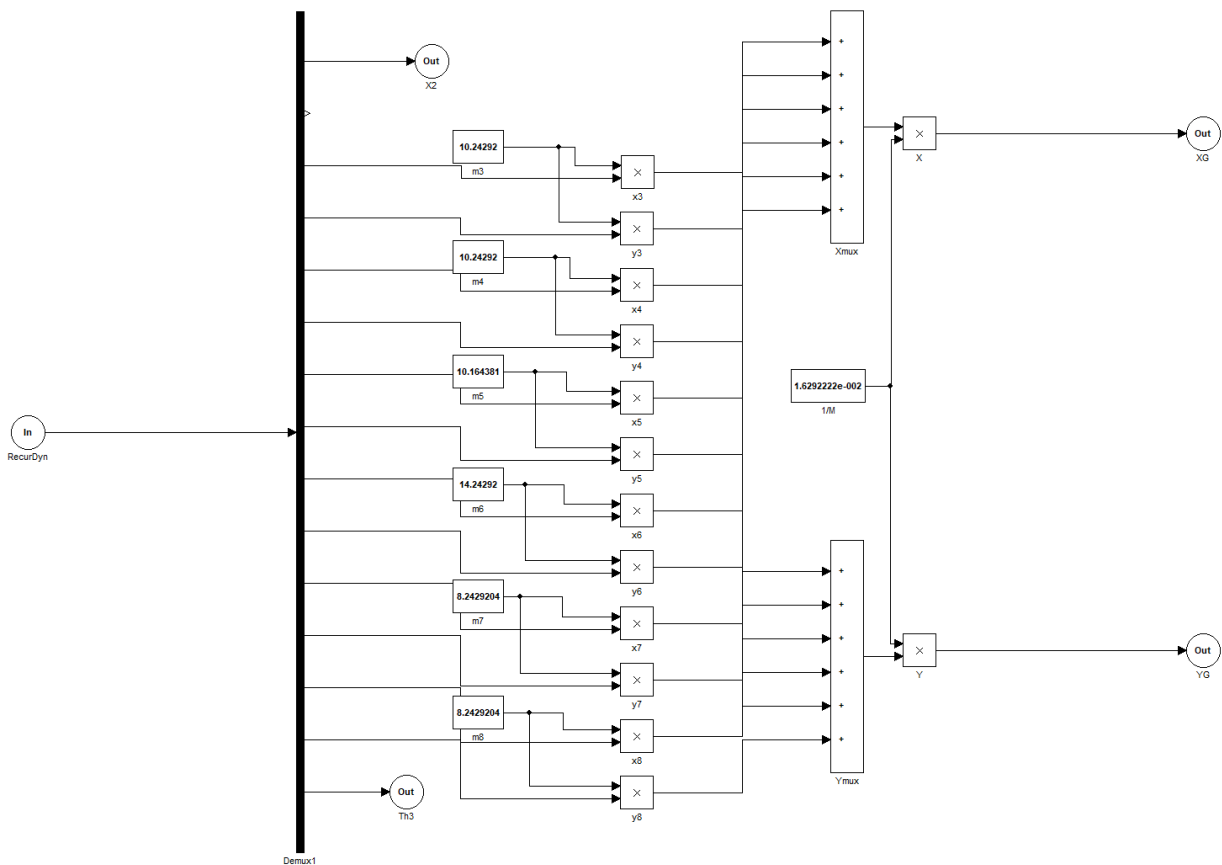 Out
X2
10.24292
m3
×
x3
×
y3
10.24292
m4
×
x4
×
y4
10.164381
m5
×
x5
×
y5
14.24292
m6
×
x6
×
y6
8.2429204
m7
×
x7
×
y7
8.2429204
m8
×
x8
×
y8
In
RecurDyn
Out
Th3
Demux1
+
+
+
+
+
+
Xmux
×
X
Out
XG
1.6292222e-002
1/M
+
+
+
+
+
+
Ymux
×
Y
Out
YG